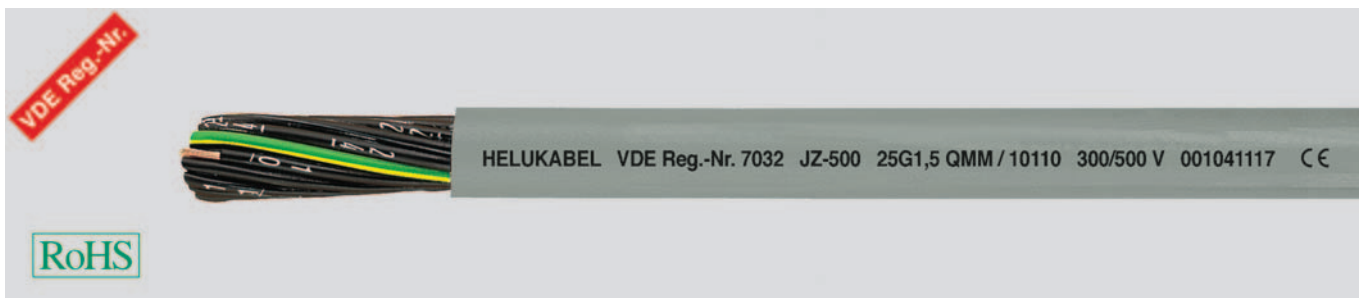 VDE Reg.-Nr.
HELUKABEL VDE Reg.-Nr. 7032 JZ-500 25G1,5 QMM / 10110 300/500 V 001041117 CE
RoHS